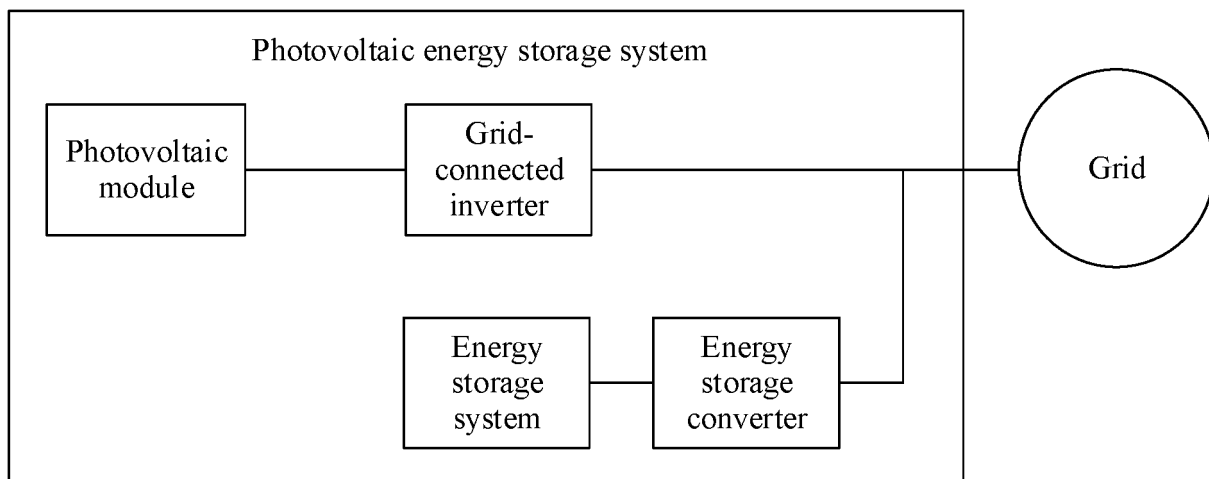 Photovoltaic energy storage system
Photovoltaic
module
Grid-
connected
inverter
Grid
Energy
storage
system
Energy
storage
converter